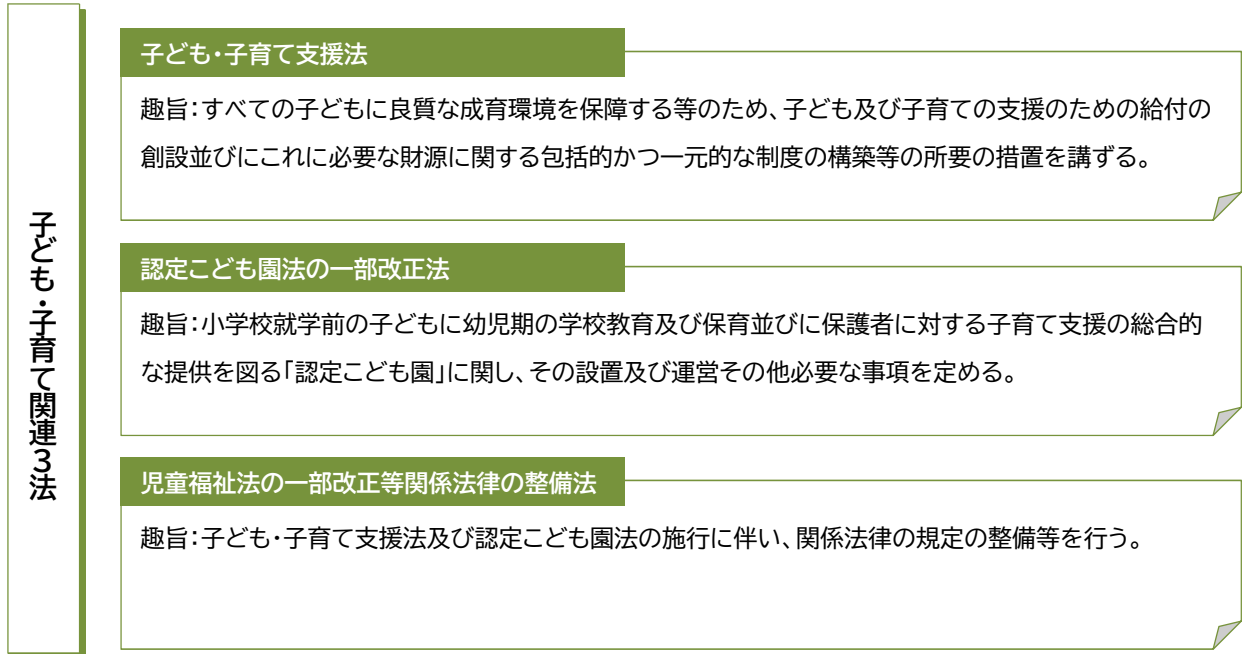 子ども・子育て関連3法
子ども・子育て支援法
趣旨：すべての子どもに良質な成育環境を保障する等のため、子ども及び子育ての支援のための給付の
創設並びにこれに必要な財源に関する包括的かつ一元的な制度の構築等の所要の措置を講ずる。
認定こども園法の一部改正法
趣旨：小学校就学前の子どもに幼児期の学校教育及び保育並びに保護者に対する子育て支援の総合的
な提供を図る「認定こども園」に関し、その設置及び運営その他必要な事項を定める。
児童福祉法の一部改正等関係法律の整備法
趣旨：子ども・子育て支援法及び認定こども園法の施行に伴い、関係法律の規定の整備等を行う。